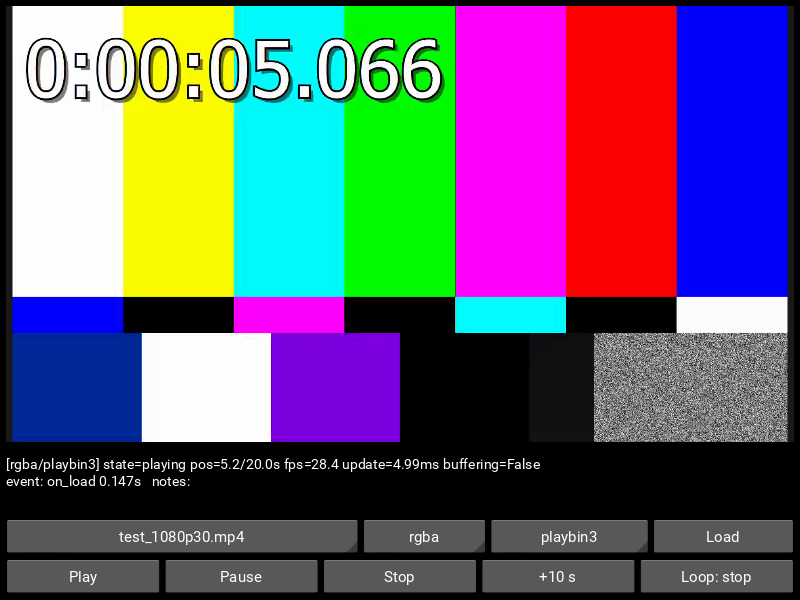 0:00:05.066
[rgba/playbin3] state=playing pos=5.2/20.0s fps=28.4 update=4.99ms buffering=False
event: on_load 0.147s   notes:
test_1080p30.mp4 rgba playbin3 Load
Play Pause Stop +10 s Loop: stop